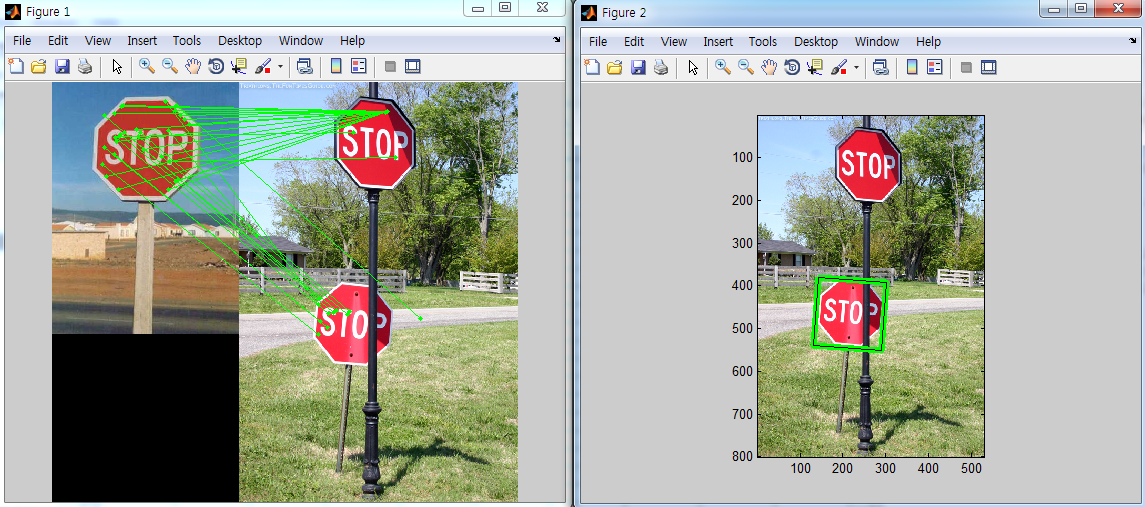 Figure 1
File Edit View Insert Tools Desktop Window Help
STOP
STOP
STOP
Figure 2
File Edit View Insert Tools Desktop Window Help
STOP
STOP
100
200
300
400
500
600
700
800
100 200 300 400 500